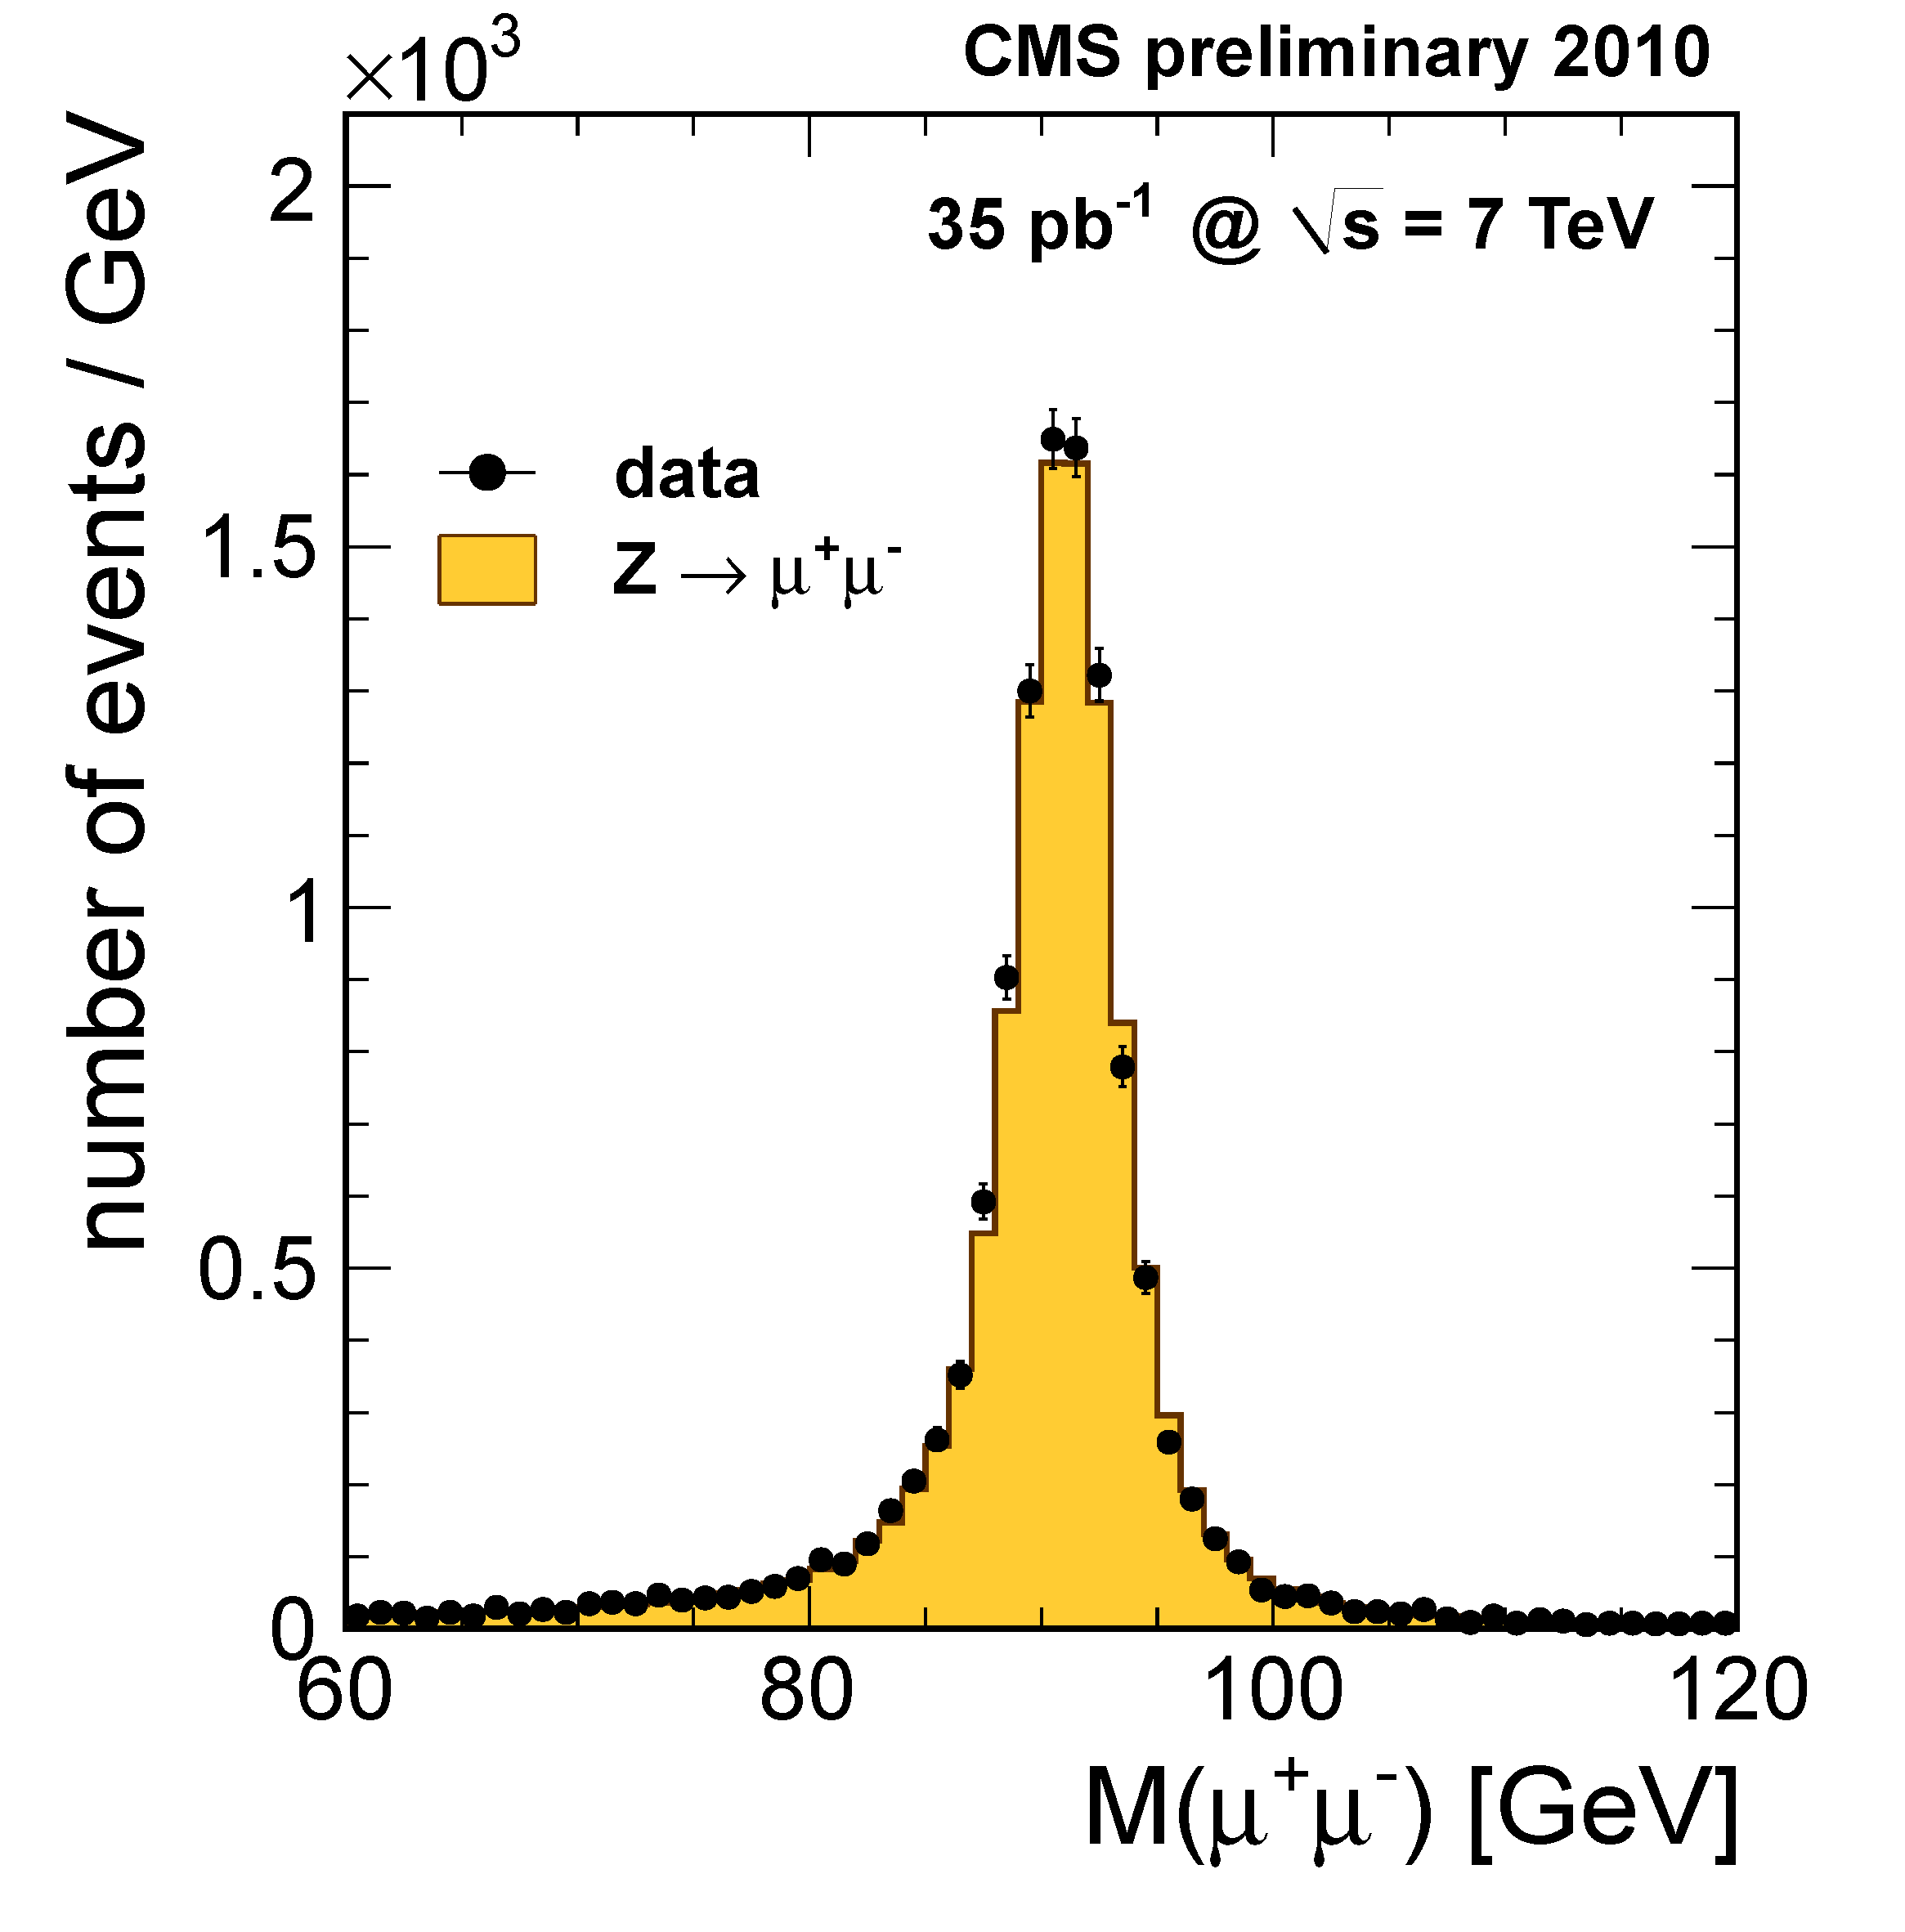 ×10³
CMS preliminary 2010
35 pb⁻¹ @ √s = 7 TeV
data
Z → μ⁺μ⁻
number of events / GeV
2
1.5
1
0.5
0
60 80 100 120
M(μ⁺μ⁻) [GeV]